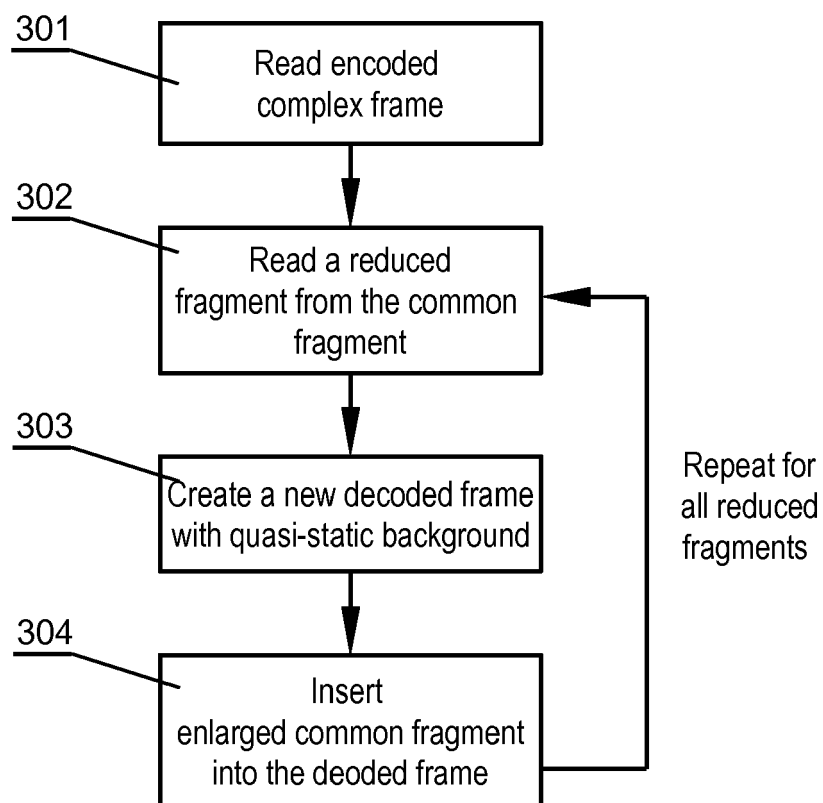 301
Read encoded
complex frame
302
Read a reduced
fragment from the common
fragment
303
Create a new decoded frame
with quasi-static background
Repeat for
all reduced
fragments
304
Insert
enlarged common fragment
into the deoded frame